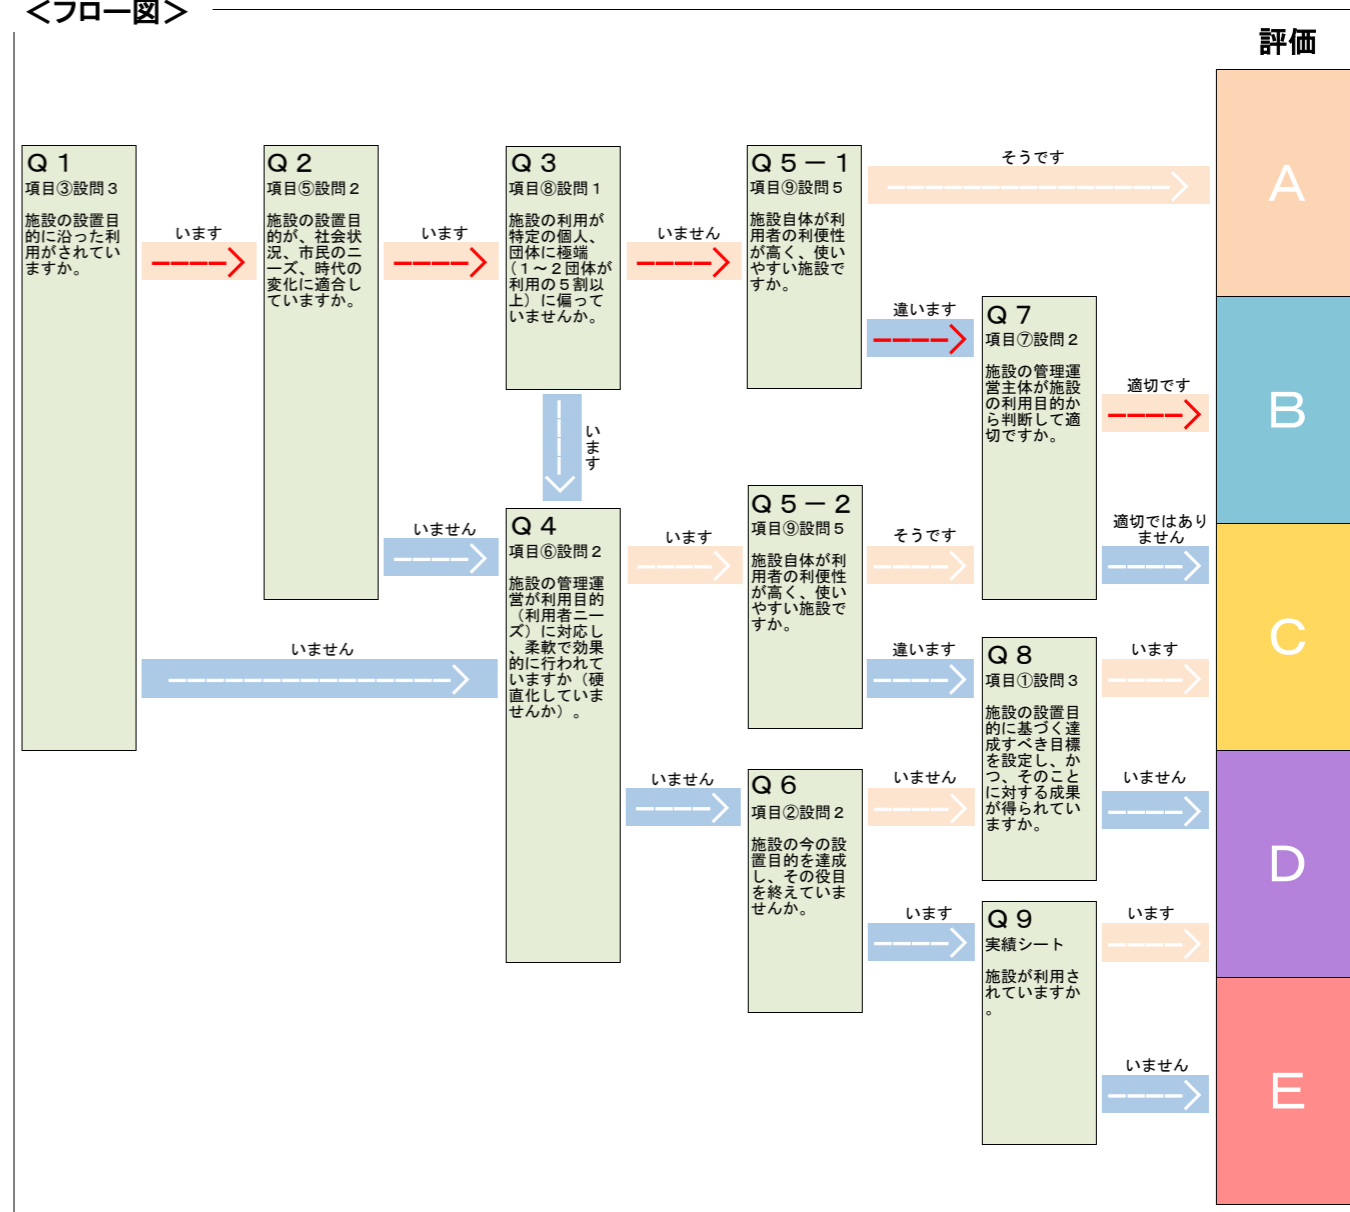 ＜フロー図＞
評価
Ｑ１
項目③設問３
施設の設置目
的に沿った利
用がされてい
ますか。
います
いません
Ｑ２
項目⑤設問２
施設の設置目
的が、社会状
況、市民のニ
ーズ、時代の
変化に適合し
ていますか。
います
いません
Ｑ３
項目⑧設問１
施設の利用が
特定の個人、
団体に極端
（１～２団体が
利用の５割以
上）に偏って
いませんか。
いません
います
Ｑ４
項目⑥設問２
施設の管理運
営が利用目的
（利用者ニー
ズ）に対応し
、柔軟で効果
的に行われて
いますか（硬
直化していま
せんか）。
います
いません
Ｑ５－１
項目⑨設問５
施設自体が利
用者の利便性
が高く、使い
やすい施設で
すか。
そうです
違います
Ｑ５－２
項目⑨設問５
施設自体が利
用者の利便性
が高く、使い
やすい施設で
すか。
そうです
違います
Ｑ６
項目②設問２
施設の今の設
置目的を達成
し、その役目
を終えていま
せんか。
いません
います
Ｑ７
項目⑦設問２
施設の管理運
営主体が施設
の利用目的か
ら判断して適
切ですか。
適切です
適切ではあり
ません
Ｑ８
項目①設問３
施設の設置目
的に基づく達
成すべき目標
を設定し、か
つ、そのこと
に対する成果
が得られてい
ますか。
います
いません
Ｑ９
実績シート
施設が利用さ
れていますか
。
います
いません
A
B
C
D
E